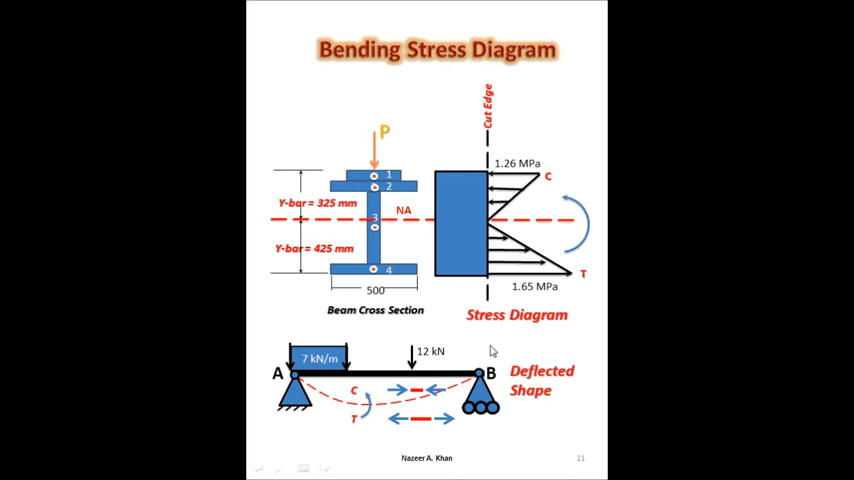 Bending Stress Diagram
Cut Edge
P
1.26 MPa
C
1
2
Y-bar = 325 mm
NA
3
Y-bar = 425 mm
4
T
500
1.65 MPa
Beam Cross Section
Stress Diagram
7 kN/m
12 kN
A
B
Deflected
Shape
C
T
Nazeer A. Khan
11